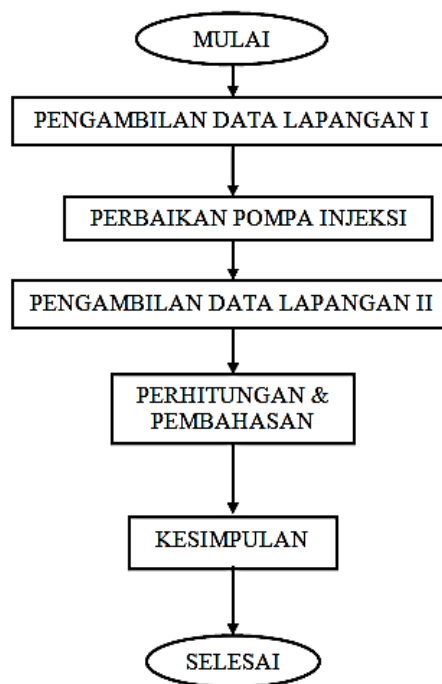 MULAI
PENGAMBILAN DATA LAPANGAN I
PERBAIKAN POMPA INJEKSI
PENGAMBILAN DATA LAPANGAN II
PERHITUNGAN &
PEMBAHASAN
KESIMPULAN
SELESAI